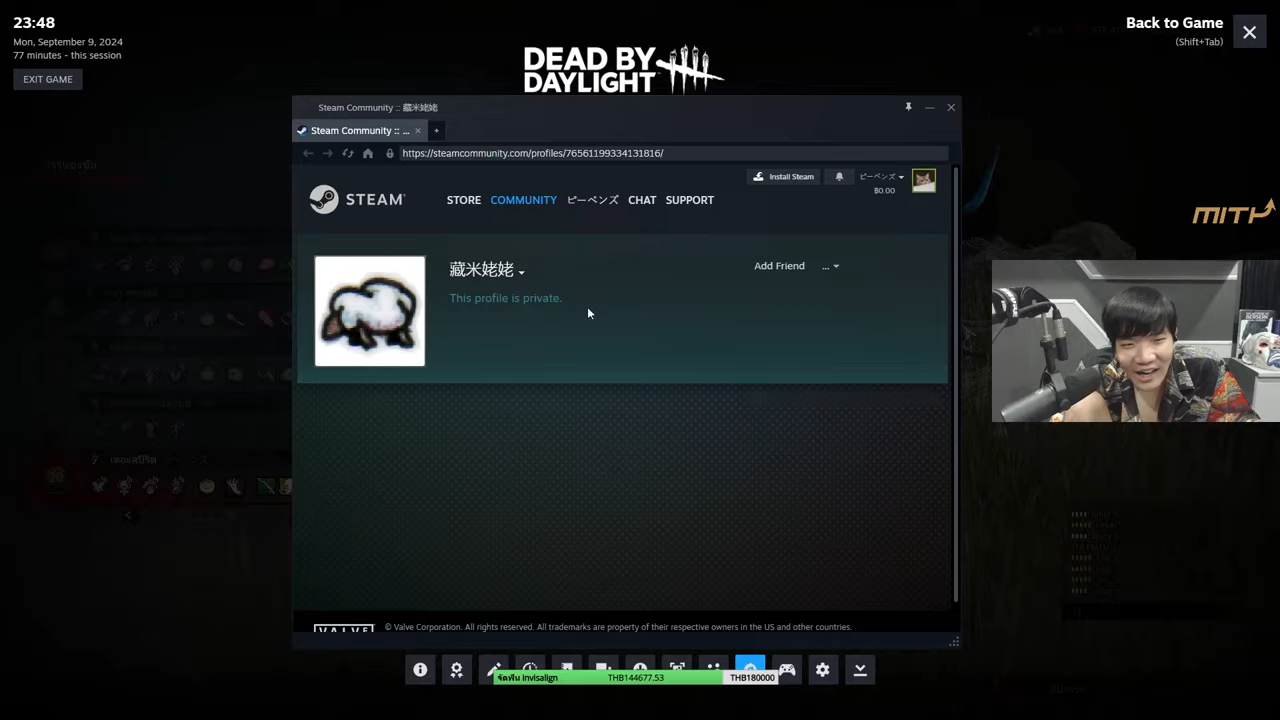 23:48
Mon, September 9, 2024
77 minutes - this session
EXIT GAME
DEAD BY
DAYLIGHT
Back to Game
(Shift+Tab)
Steam Community :: 藏米姥姥
Steam Community :: ...
https://steamcommunity.com/profiles/76561199334131816/
Install Steam
ピーペンズ
฿0.00
STEAM
STORE
COMMUNITY
ピーペンズ
CHAT
SUPPORT
藏米姥姥
Add Friend
...
This profile is private.
MITH
VALVE
© Valve Corporation. All rights reserved. All trademarks are property of their respective owners in the US and other countries.
จัดฟัน invisalign
THB144677.53
THB180000